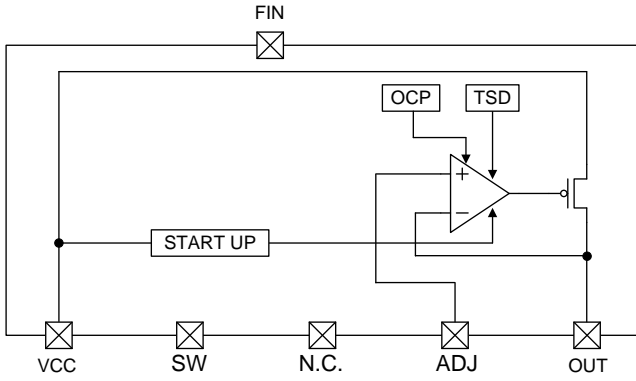 FIN
OCP TSD
+
−
START UP
VCC SW N.C. ADJ OUT